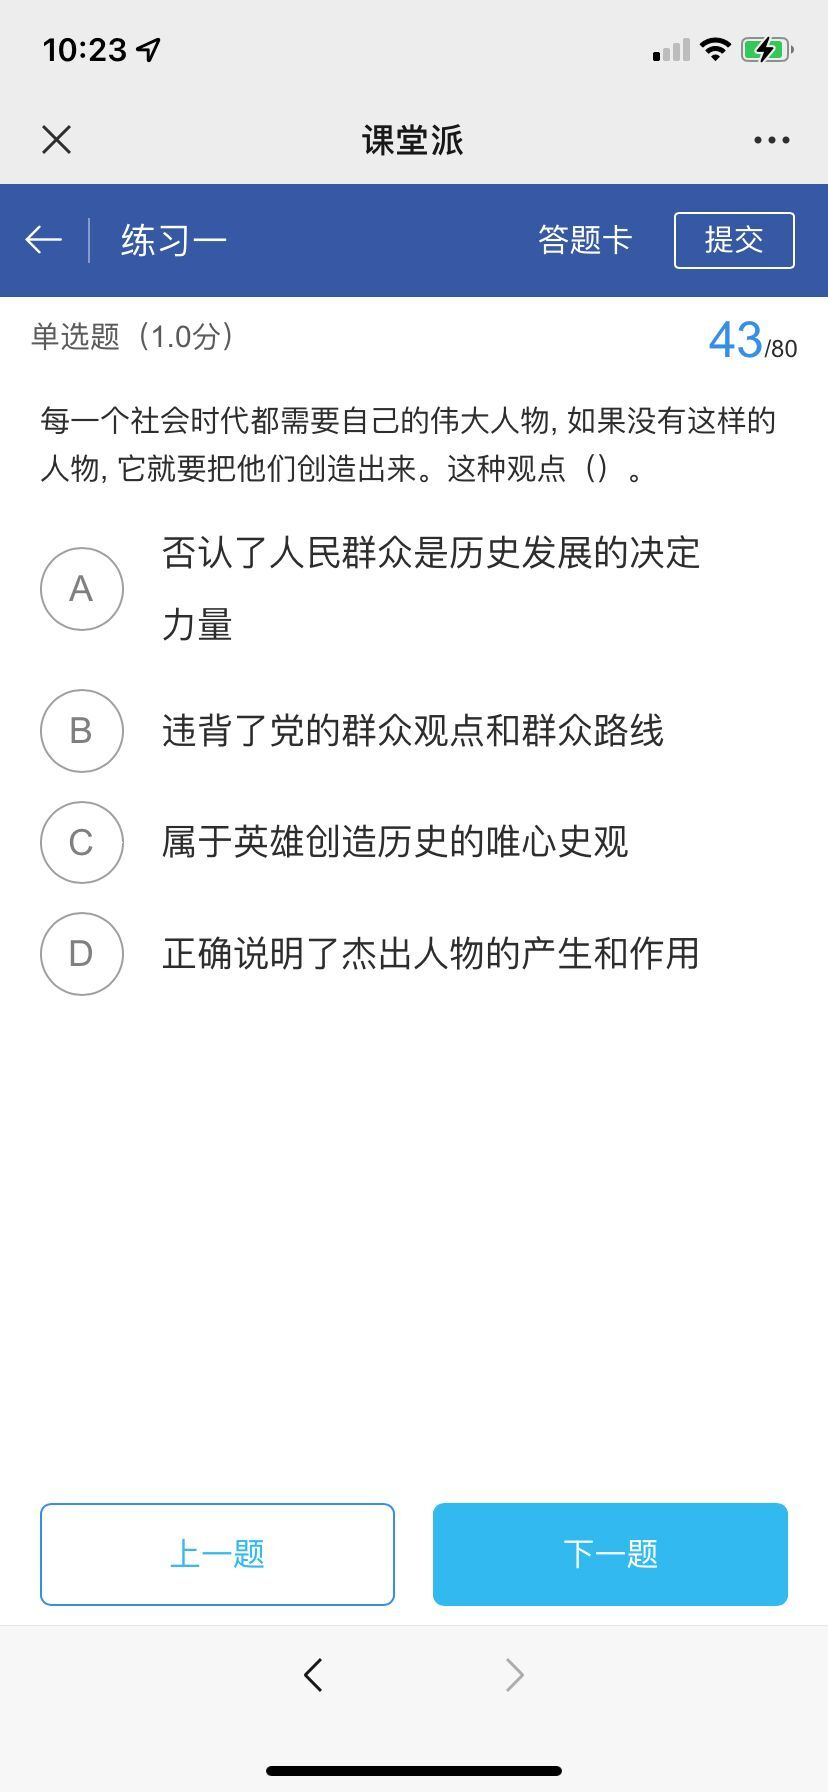 10:23
课堂派
练习一
答题卡
提交
单选题（1.0分）
43/80
每一个社会时代都需要自己的伟大人物, 如果没有这样的
人物, 它就要把他们创造出来。这种观点（）。
A
否认了人民群众是历史发展的决定
力量
B
违背了党的群众观点和群众路线
C
属于英雄创造历史的唯心史观
D
正确说明了杰出人物的产生和作用
上一题
下一题